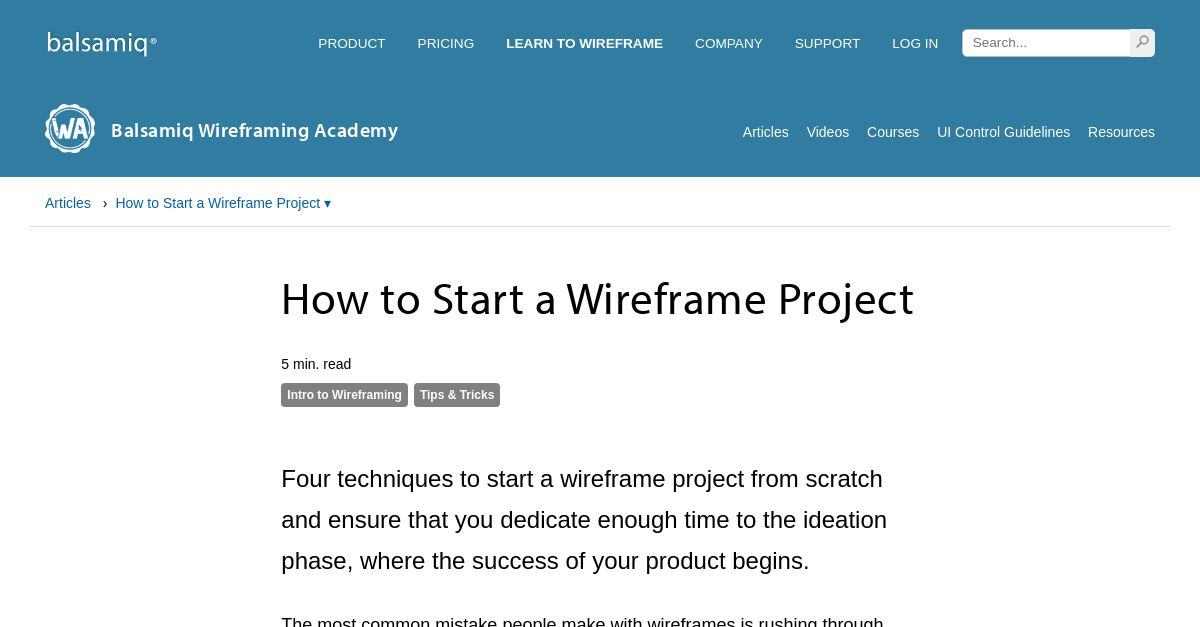 balsamiq®
PRODUCT PRICING LEARN TO WIREFRAME COMPANY SUPPORT LOG IN Search...
WA Balsamiq Wireframing Academy
Articles Videos Courses UI Control Guidelines Resources
Articles › How to Start a Wireframe Project ▾
How to Start a Wireframe Project
5 min. read
Intro to Wireframing Tips & Tricks
Four techniques to start a wireframe project from scratch
and ensure that you dedicate enough time to the ideation
phase, where the success of your product begins.
The most common mistake people make with wireframes is rushing through